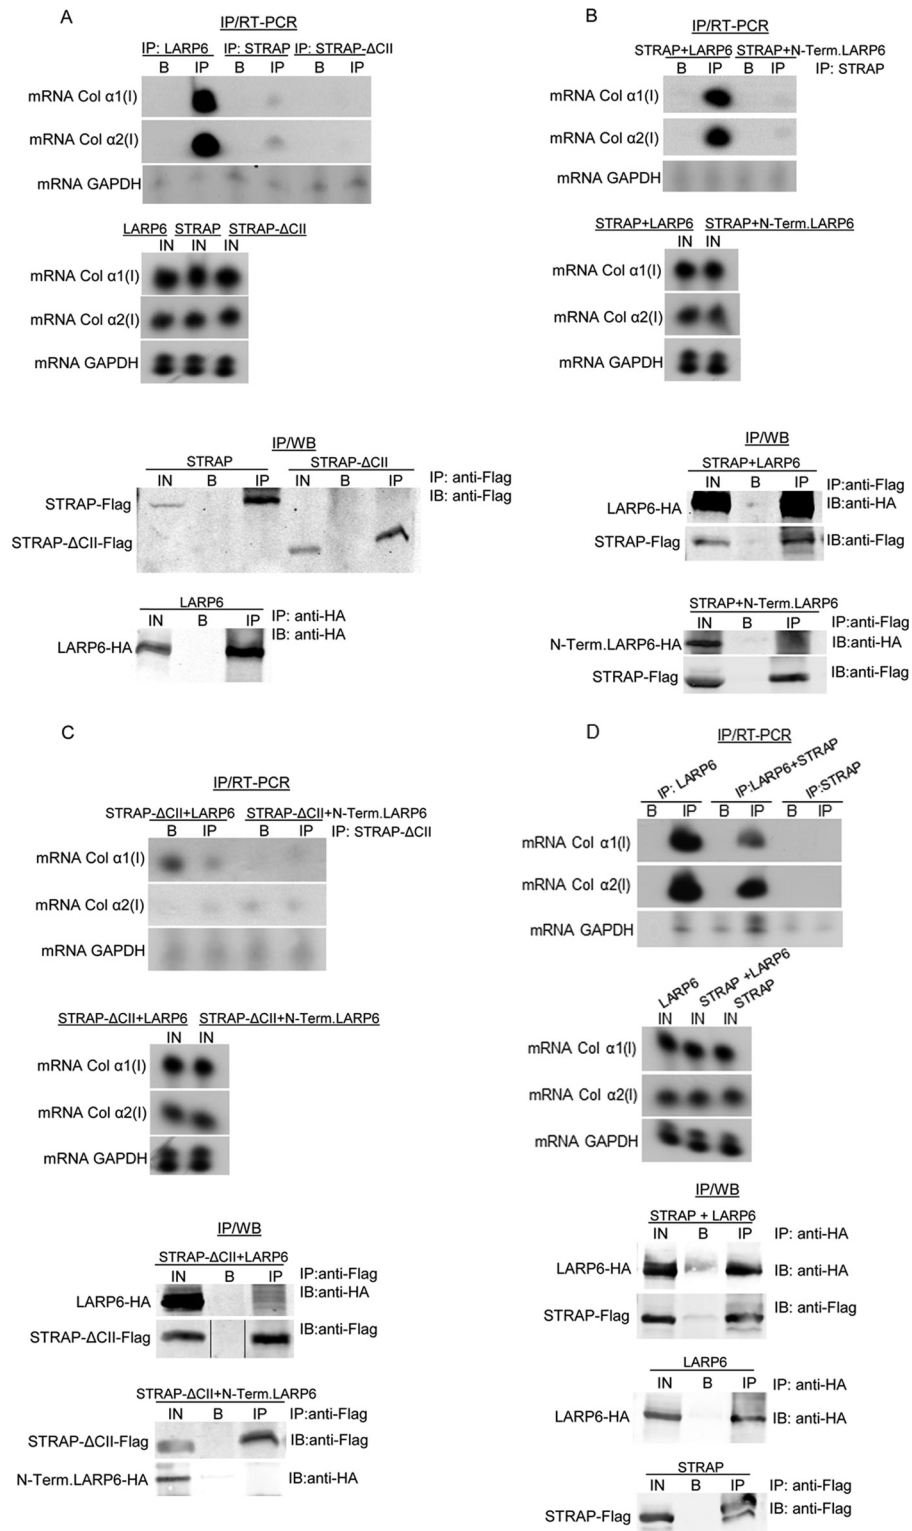 A
IP/RT-PCR
IP: LARP6 IP: STRAP IP: STRAP-ΔCII
B IP B IP B IP
mRNA Col α1(I)
mRNA Col α2(I)
mRNA GAPDH
LARP6 STRAP STRAP-ΔCII
IN IN IN
mRNA Col α1(I)
mRNA Col α2(I)
mRNA GAPDH
IP/WB
STRAP STRAP-ΔCII
IN B IP IN B IP
IP: anti-Flag
IB: anti-Flag
STRAP-Flag
STRAP-ΔCII-Flag
LARP6
IN B IP
IP: anti-HA
IB: anti-HA
LARP6-HA
B
IP/RT-PCR
STRAP+LARP6 STRAP+N-Term.LARP6
B IP B IP IP: STRAP
mRNA Col α1(I)
mRNA Col α2(I)
mRNA GAPDH
STRAP+LARP6 STRAP+N-Term.LARP6
IN IN
mRNA Col α1(I)
mRNA Col α2(I)
mRNA GAPDH
IP/WB
STRAP+LARP6
IN B IP IP:anti-Flag
LARP6-HA IB:anti-HA
STRAP-Flag IB:anti-Flag
STRAP+N-Term.LARP6
IN B IP IP:anti-Flag
N-Term.LARP6-HA IB:anti-HA
STRAP-Flag IB:anti-Flag
C
IP/RT-PCR
STRAP-ΔCII+LARP6 STRAP-ΔCII+N-Term.LARP6
B IP B IP IP: STRAP-ΔCII
mRNA Col α1(I)
mRNA Col α2(I)
mRNA GAPDH
STRAP-ΔCII+LARP6 STRAP-ΔCII+N-Term.LARP6
IN IN
mRNA Col α1(I)
mRNA Col α2(I)
mRNA GAPDH
IP/WB
STRAP-ΔCII+LARP6
IN B IP IP:anti-Flag
LARP6-HA IB:anti-HA
STRAP-ΔCII-Flag IB:anti-Flag
STRAP-ΔCII+N-Term.LARP6
IN B IP IP:anti-Flag
STRAP-ΔCII-Flag IB:anti-Flag
N-Term.LARP6-HA IB:anti-HA
D
IP/RT-PCR
IP: LARP6 IP:LARP6+STRAP IP:STRAP
B IP B IP B IP
mRNA Col α1(I)
mRNA Col α2(I)
mRNA GAPDH
LARP6 STRAP +LARP6 STRAP
IN IN IN
mRNA Col α1(I)
mRNA Col α2(I)
mRNA GAPDH
IP/WB
STRAP + LARP6
IN B IP IP: anti-HA
LARP6-HA IB: anti-HA
STRAP-Flag IB: anti-Flag
LARP6
IN B IP IP: anti-HA
LARP6-HA IB: anti-HA
STRAP
IN B IP IP: anti-Flag
STRAP-Flag IB: anti-Flag